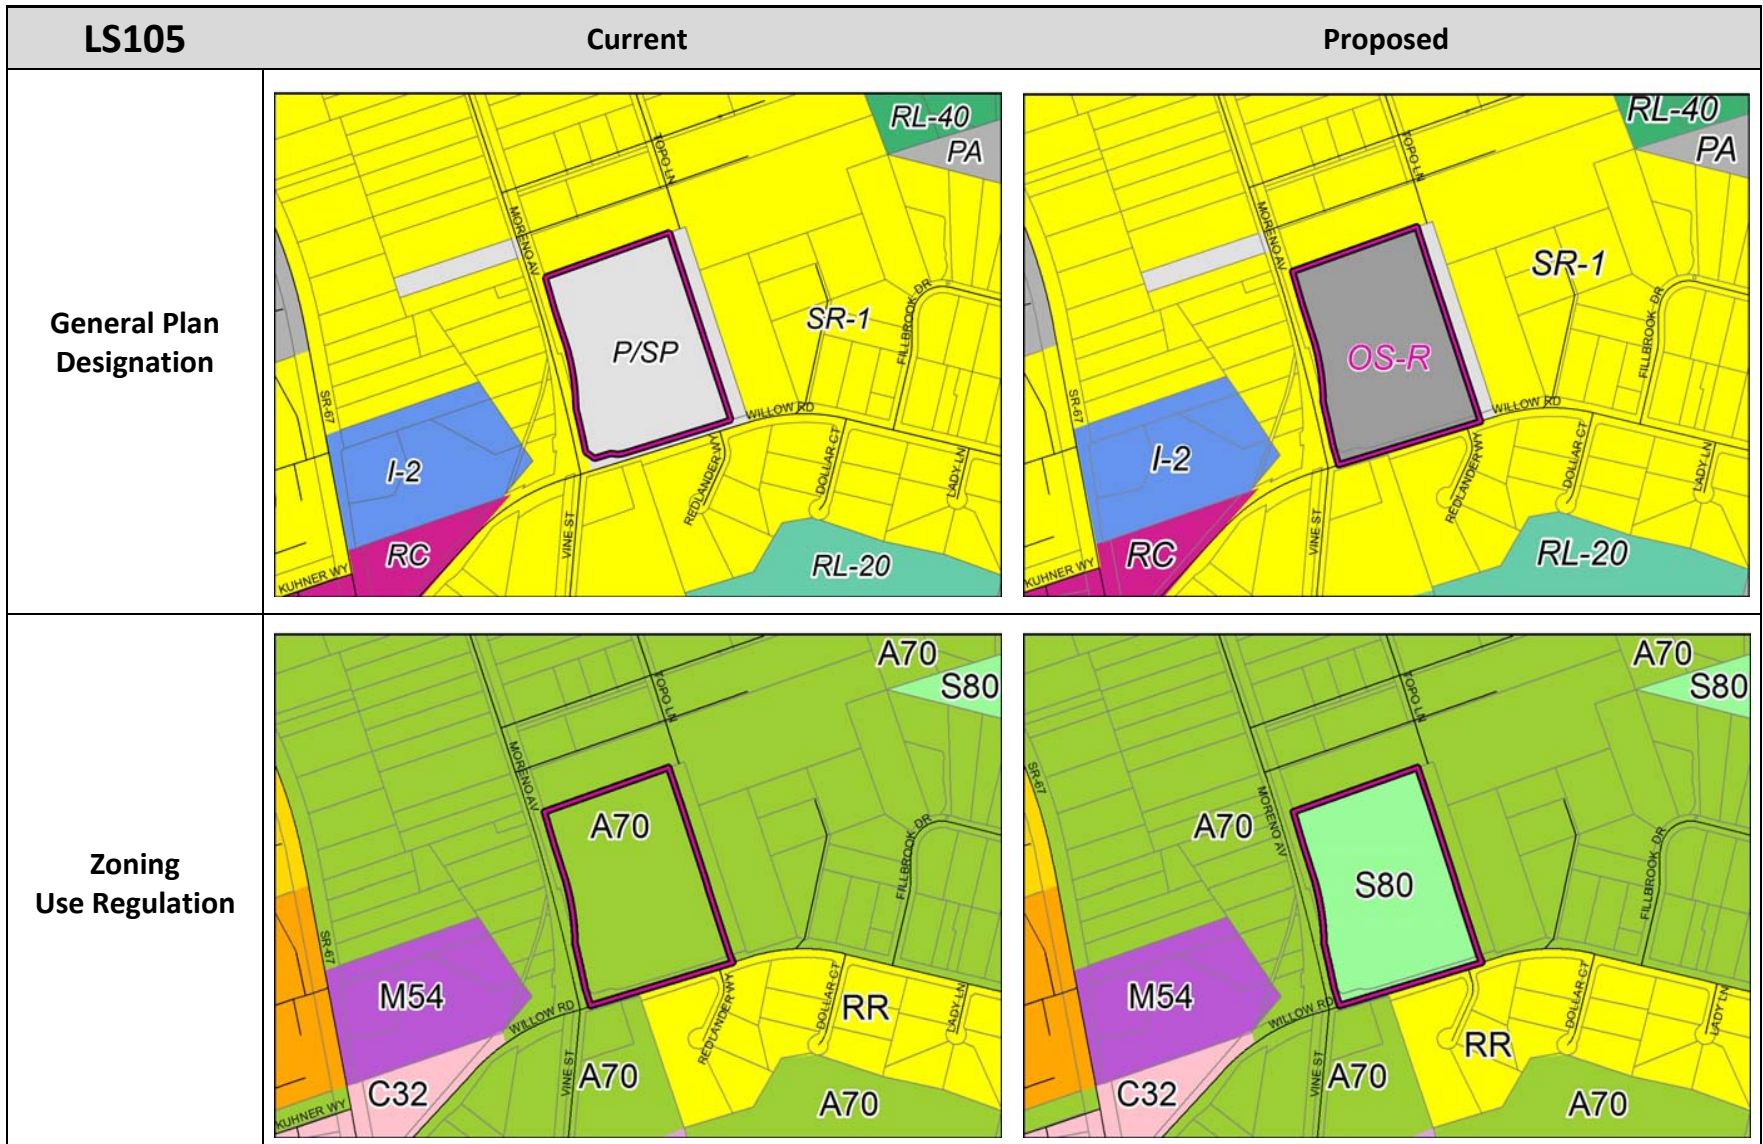 LS105
Current
Proposed
General Plan
Designation
RL-40
PA
TOPO LN
MORENO AV
SR-1
P/SP
FILLBROOK DR
SR-67
WILLOW RD
I-2
REDLANDER WY
DOLLAR CT
LADY LN
VINE ST
RC
KUHNER WY
RL-20
RL-40
PA
TOPO LN
MORENO AV
SR-1
OS-R
FILLBROOK DR
SR-67
WILLOW RD
I-2
REDLANDER WY
DOLLAR CT
LADY LN
VINE ST
RC
KUHNER WY
RL-20
Zoning
Use Regulation
A70
S80
TOPO LN
MORENO AV
A70
FILLBROOK DR
SR-67
M54
WILLOW RD
REDLANDER WY
DOLLAR CT
RR
LADY LN
VINE ST
A70
C32
KUHNER WY
A70
A70
S80
TOPO LN
SR-67
MORENO AV
A70
S80
FILLBROOK DR
M54
WILLOW RD
REDLANDER WY
DOLLAR CT
LADY LN
RR
VINE ST
A70
C32
KUHNER WY
A70